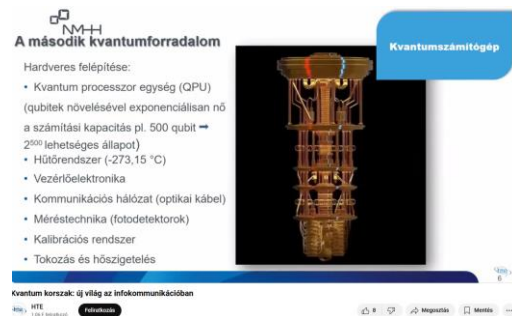 NMHH
A második kvantumforradalom
Kvantumszámítógép
Hardveres felépítése:
• Kvantum processzor egység (QPU)
(qubitek növelésével exponenciálisan nő
a számítási kapacitás pl. 500 qubit ➡
2⁵⁰⁰ lehetséges állapot)
• Hűtőrendszer (-273,15 °C)
• Vezérlőelektronika
• Kommunikációs hálózat (optikai kábel)
• Méréstechnika (fotodetektorok)
• Kalibrációs rendszer
• Tokozás és hőszigetelés
6
Kvantum korszak: új világ az infokommunikációban
HTE
Feliratkozás
8
Megosztás
Mentés